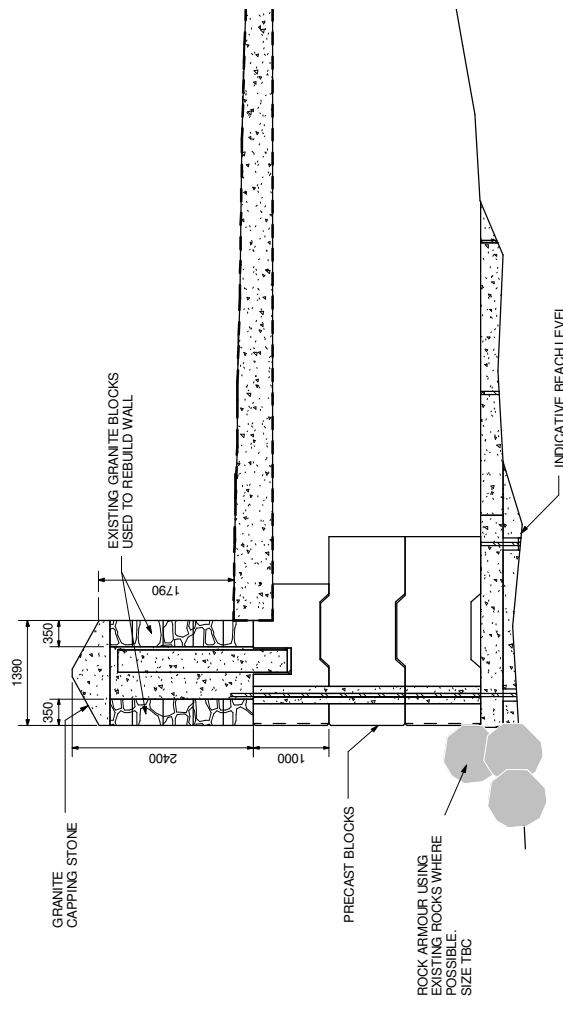 GRANITE
CAPPING STONE
1390
350
350
EXISTING GRANITE BLOCKS
USED TO REBUILD WALL
1790
2400
1000
PRECAST BLOCKS
ROCK ARMOUR USING
EXISTING ROCKS WHERE
POSSIBLE.
SIZE TBC
INDICATIVE BEACH LEVEL